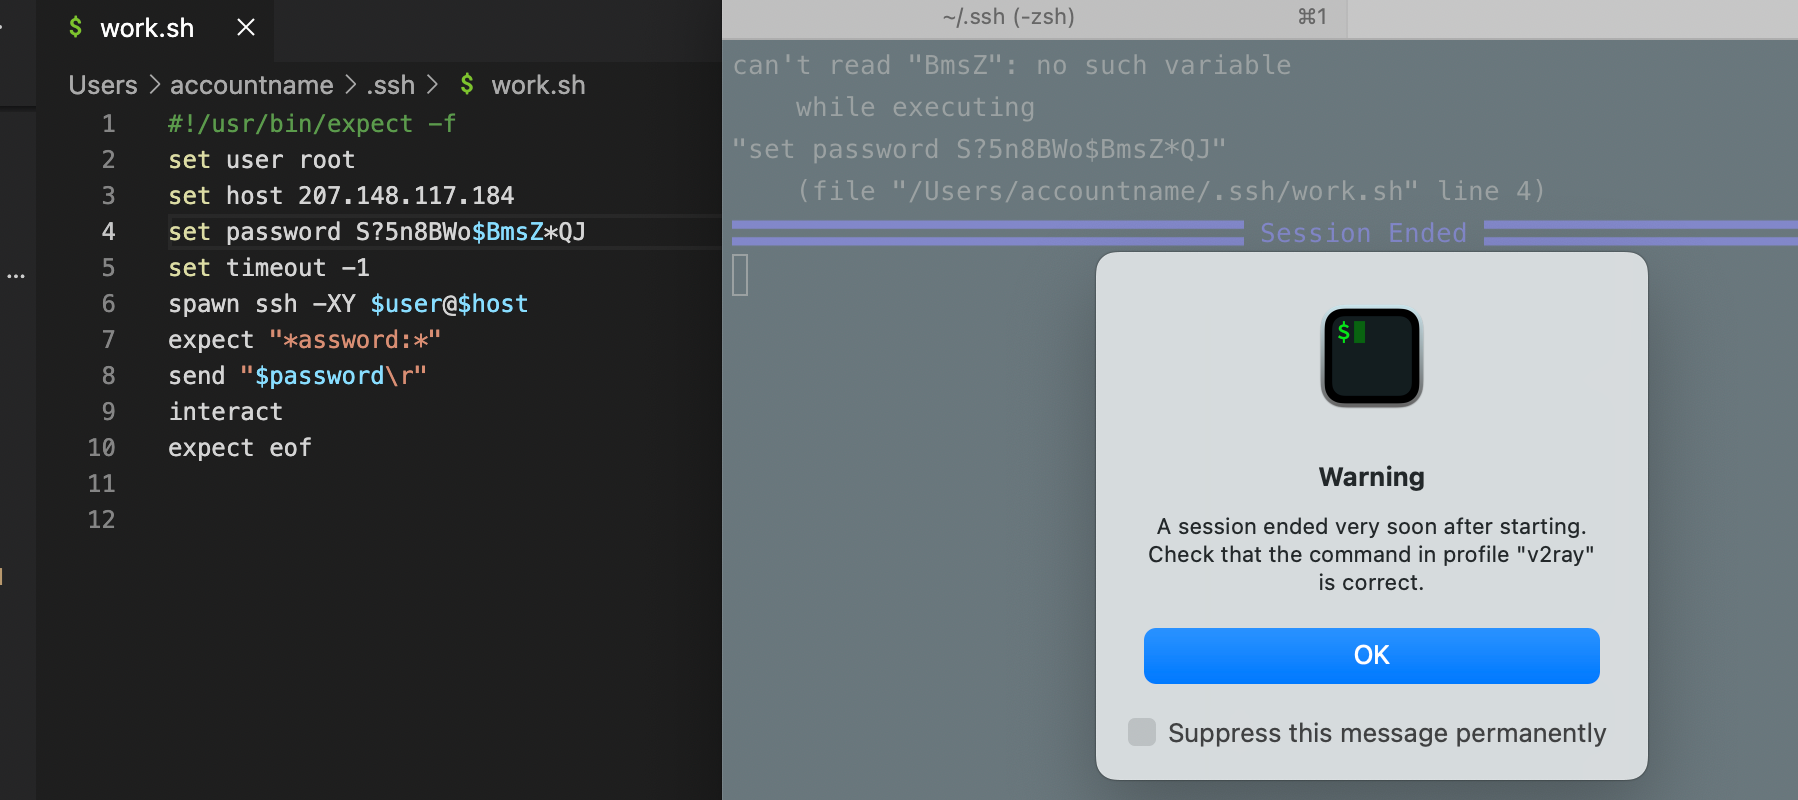 $ work.sh ×
Users > accountname > .ssh > $ work.sh
1 #!/usr/bin/expect -f
2 set user root
3 set host 207.148.117.184
4 set password S?5n8BWo$BmsZ*QJ
5 set timeout -1
6 spawn ssh -XY $user@$host
7 expect "*assword:*"
8 send "$password\r"
9 interact
10 expect eof
11
12
...
~/.ssh (-zsh) ⌘1
can't read "BmsZ": no such variable
    while executing
"set password S?5n8BWo$BmsZ*QJ"
    (file "/Users/accountname/.ssh/work.sh" line 4)
Session Ended
$
Warning
A session ended very soon after starting.
Check that the command in profile "v2ray"
is correct.
OK
Suppress this message permanently